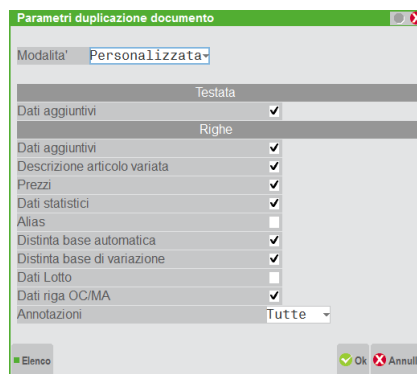 Parametri duplicazione documento
Modalita' Personalizzata
Testata
Dati aggiuntivi
Righe
Dati aggiuntivi
Descrizione articolo variata
Prezzi
Dati statistici
Alias
Distinta base automatica
Distinta base di variazione
Dati Lotto
Dati riga OC/MA
Annotazioni Tutte
Elenco Ok Annull